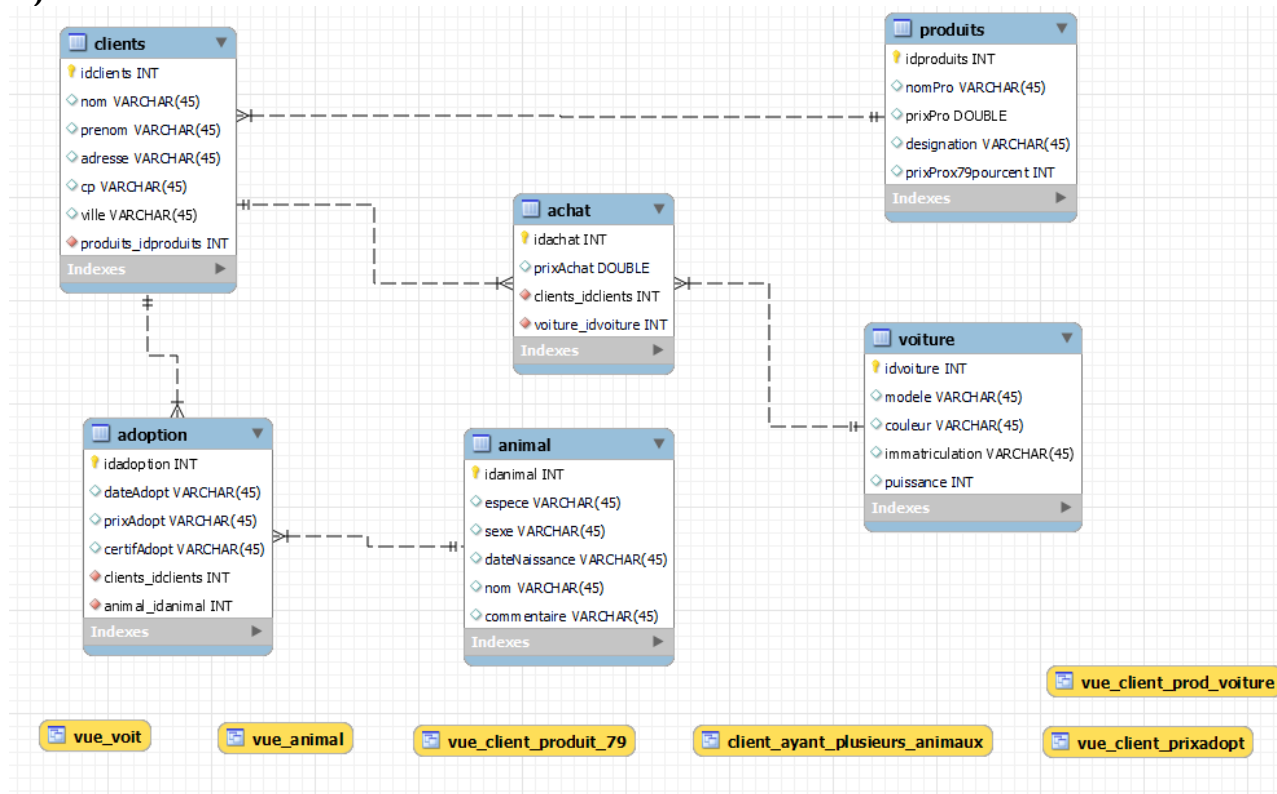 clients
idclients INT
nom VARCHAR(45)
prenom VARCHAR(45)
adresse VARCHAR(45)
cp VARCHAR(45)
ville VARCHAR(45)
produits_idproduits INT
Indexes
produits
idproduits INT
nomPro VARCHAR(45)
prixPro DOUBLE
designation VARCHAR(45)
prixProx79pourcent INT
Indexes
achat
idachat INT
prixAchat DOUBLE
clients_idclients INT
voiture_idvoiture INT
Indexes
voiture
idvoiture INT
modele VARCHAR(45)
couleur VARCHAR(45)
immatriculation VARCHAR(45)
puissance INT
Indexes
adoption
idadoption INT
dateAdopt VARCHAR(45)
prixAdopt VARCHAR(45)
certifAdopt VARCHAR(45)
clients_idclients INT
animal_idanimal INT
Indexes
animal
idanimal INT
espece VARCHAR(45)
sexe VARCHAR(45)
dateNaissance VARCHAR(45)
nom VARCHAR(45)
commentaire VARCHAR(45)
Indexes
vue_client_prod_voiture
vue_voit
vue_animal
vue_client_produit_79
client_ayant_plusieurs_animaux
vue_client_prixadopt